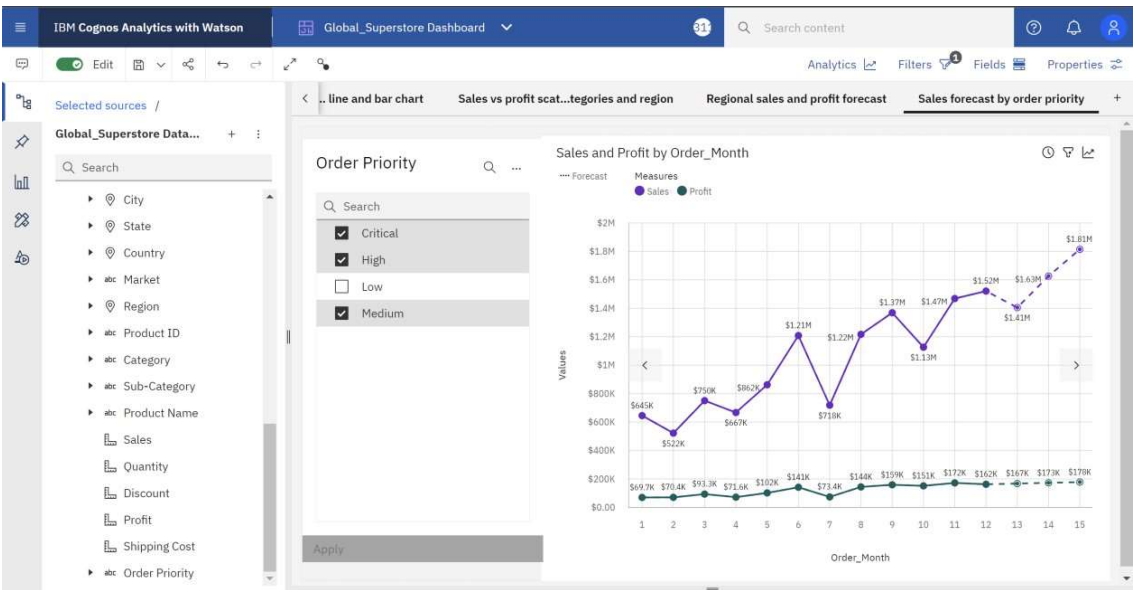 IBM Cognos Analytics with Watson
Global_Superstore Dashboard
311
Search content
Edit
Analytics
Filters
1
Fields
Properties
Selected sources /
Global_Superstore Data...
Search
City
State
Country
abc Market
Region
abc Product ID
abc Category
abc Sub-Category
abc Product Name
Sales
Quantity
Discount
Profit
Shipping Cost
abc Order Priority
... line and bar chart
Sales vs profit scat...tegories and region
Regional sales and profit forecast
Sales forecast by order priority
Order Priority
Search
Critical
High
Low
Medium
Apply
Sales and Profit by Order_Month
Forecast
Measures
Sales
Profit
Values
$2M
$1.8M
$1.6M
$1.4M
$1.2M
$1M
$800K
$600K
$400K
$200K
$0.00
$645K
$522K
$750K
$667K
$862K
$1.21M
$718K
$1.22M
$1.37M
$1.13M
$1.47M
$1.52M
$1.41M
$1.63M
$1.81M
$69.7K
$70.4K
$93.3K
$71.6K
$102K
$141K
$73.4K
$144K
$159K
$151K
$172K
$162K
$167K
$173K
$178K
1 2 3 4 5 6 7 8 9 10 11 12 13 14 15
Order_Month